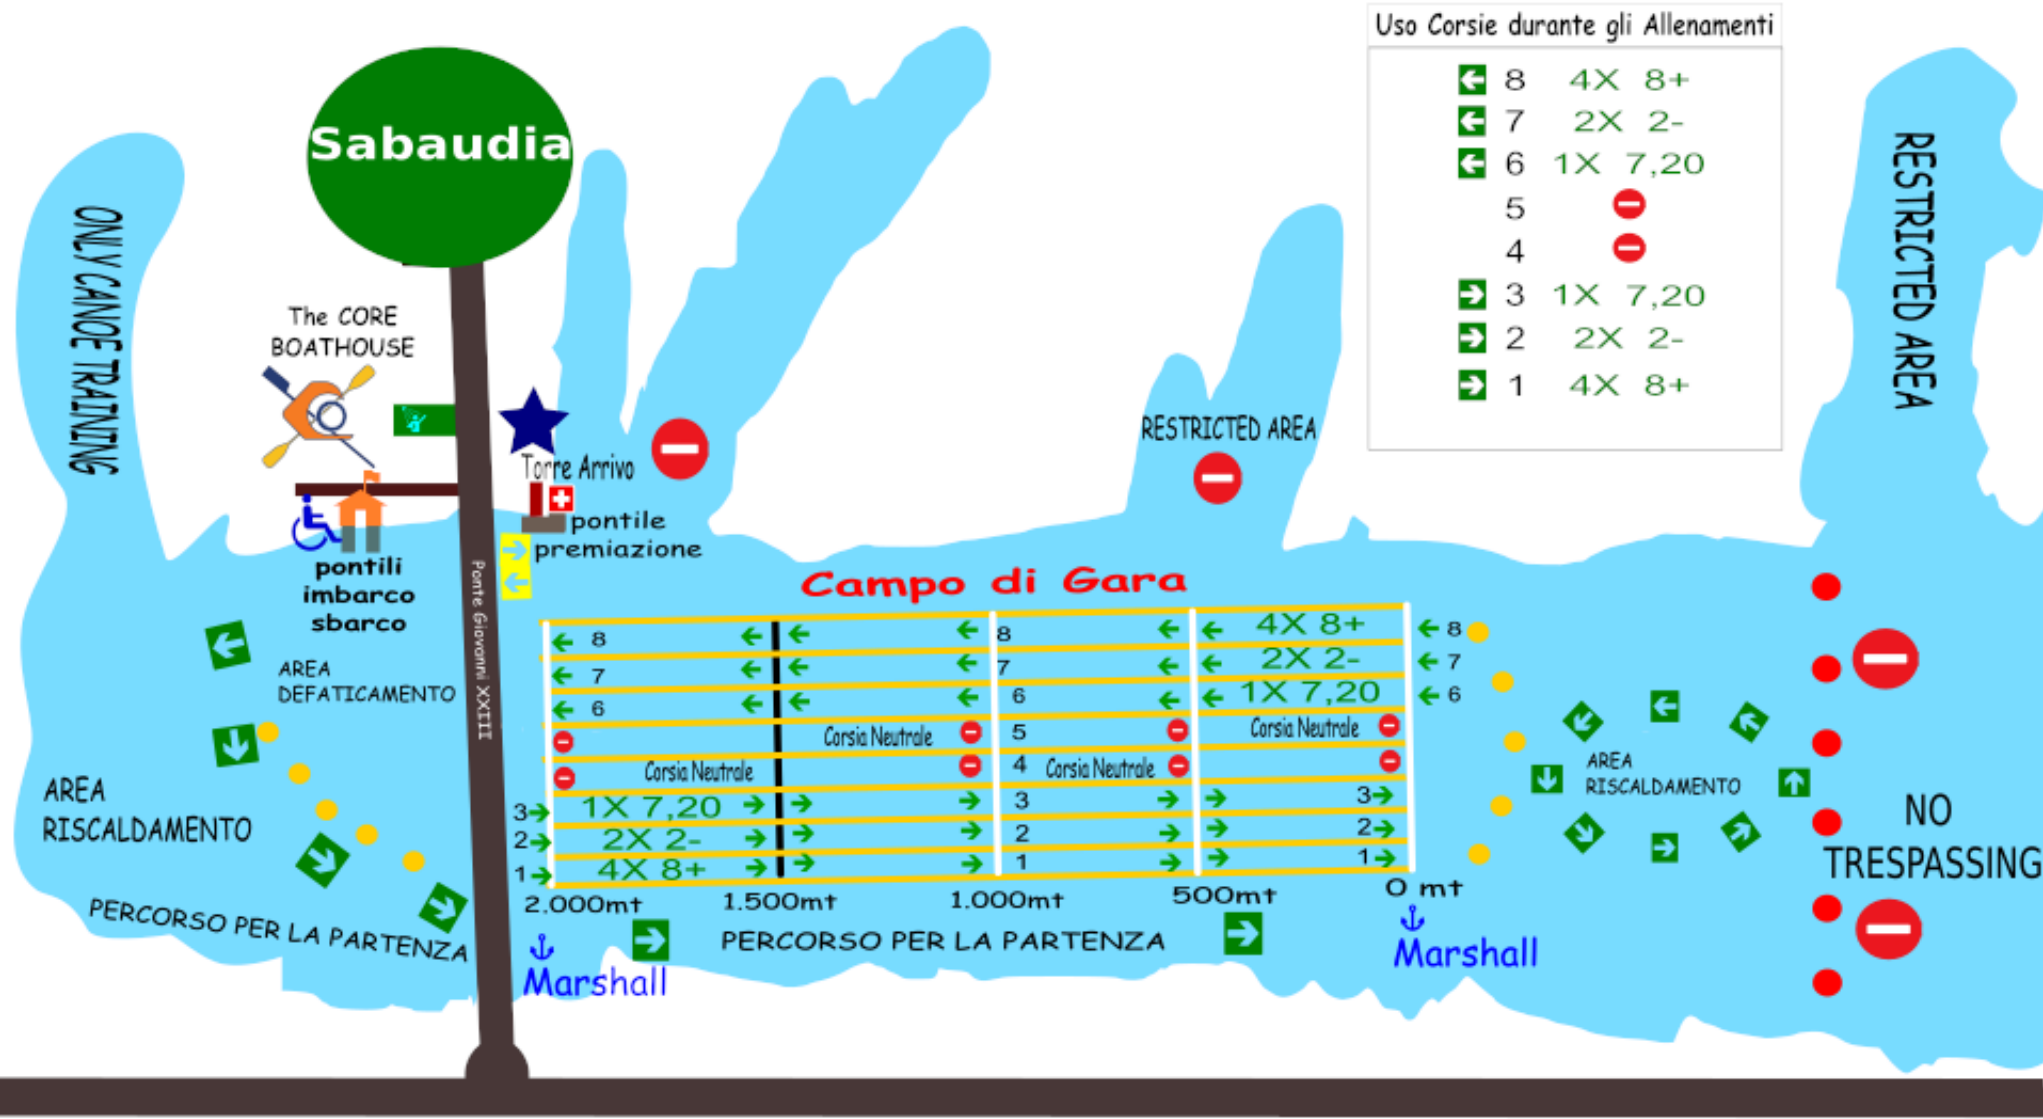 Uso Corsie durante gli Allenamenti
8 4X 8+
7 2X 2-
6 1X 7,20
5
4
3 1X 7,20
2 2X 2-
1 4X 8+
Sabaudia
ONLY CANOE TRAINING
The CORE
BOATHOUSE
Torre Arrivo
pontile
premiazione
pontili
imbarco
sbarco
Ponte Giovanni XXIII
RESTRICTED AREA
RESTRICTED AREA
Campo di Gara
8 8 4X 8+ 8
7 7 2X 2- 7
6 6 1X 7,20 6
Corsia Neutrale 5 Corsia Neutrale
Corsia Neutrale 4 Corsia Neutrale
3 1X 7,20 3 3
2 2X 2- 2 2
1 4X 8+ 1 1
2.000mt 1.500mt 1.000mt 500mt 0 mt
AREA
DEFATICAMENTO
AREA
RISCALDAMENTO
PERCORSO PER LA PARTENZA
Marshall
PERCORSO PER LA PARTENZA
Marshall
AREA
RISCALDAMENTO
NO
TRESPASSING